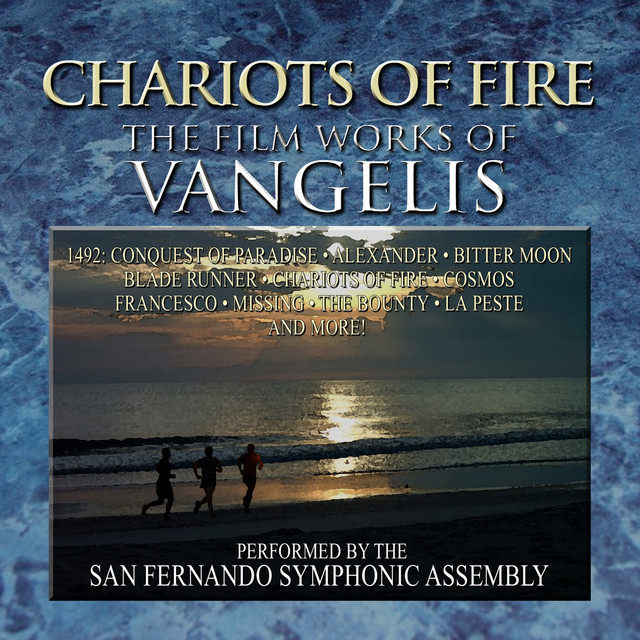 CHARIOTS OF FIRE
THE FILM WORKS OF
VANGELIS
1492: CONQUEST OF PARADISE • ALEXANDER • BITTER MOON
BLADE RUNNER • CHARIOTS OF FIRE • COSMOS
FRANCESCO • MISSING • THE BOUNTY • LA PESTE
AND MORE!
PERFORMED BY THE
SAN FERNANDO SYMPHONIC ASSEMBLY